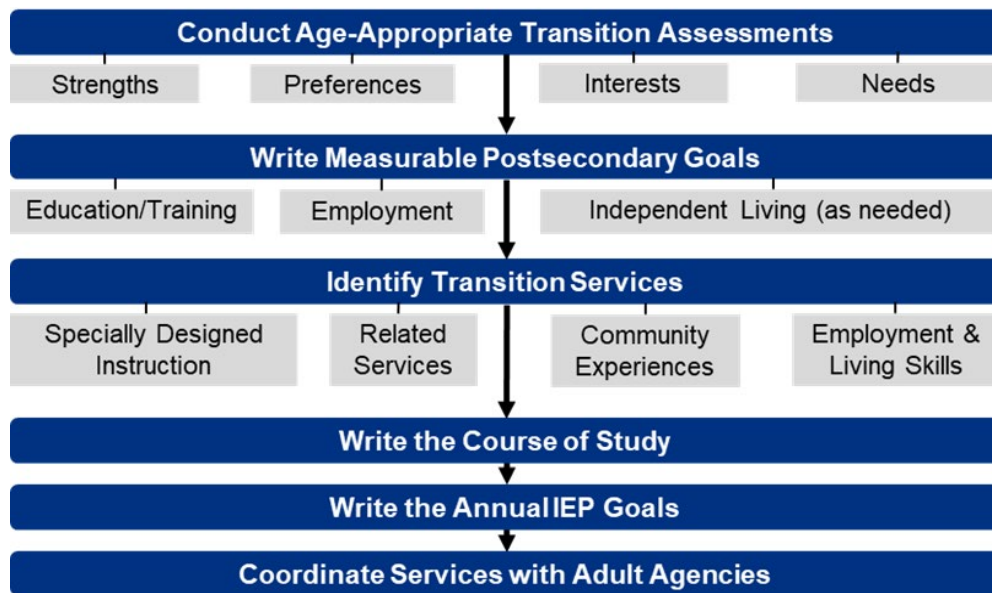 Conduct Age-Appropriate Transition Assessments
Strengths
Preferences
Interests
Needs
Write Measurable Postsecondary Goals
Education/Training
Employment
Independent Living (as needed)
Identify Transition Services
Specially Designed
Instruction
Related
Services
Community
Experiences
Employment &
Living Skills
Write the Course of Study
Write the Annual IEP Goals
Coordinate Services with Adult Agencies